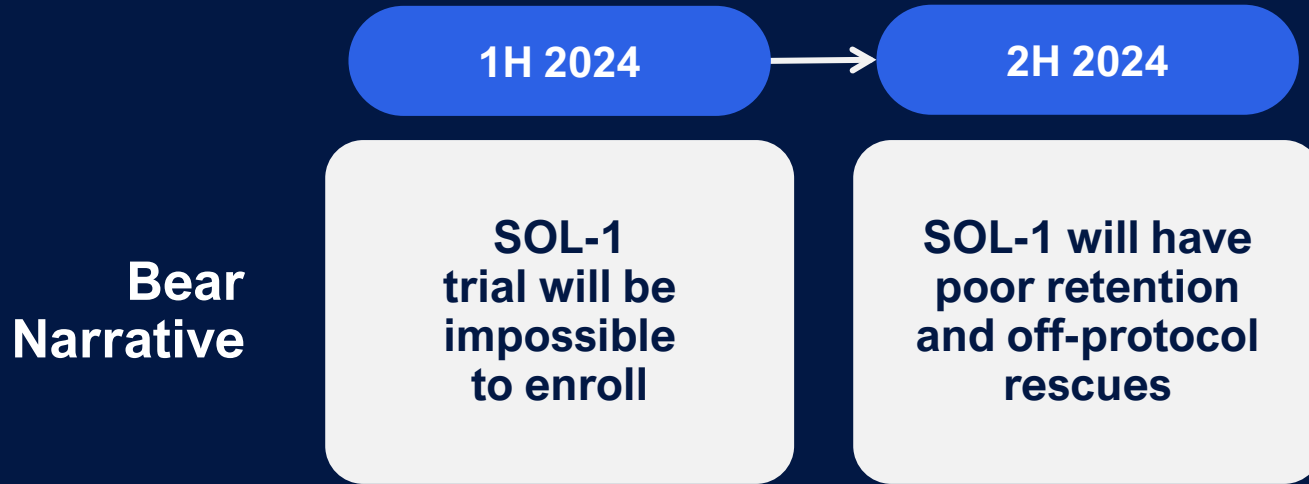 1H 2024
2H 2024
Bear
Narrative
SOL-1
trial will be
impossible
to enroll
SOL-1 will have
poor retention
and off-protocol
rescues